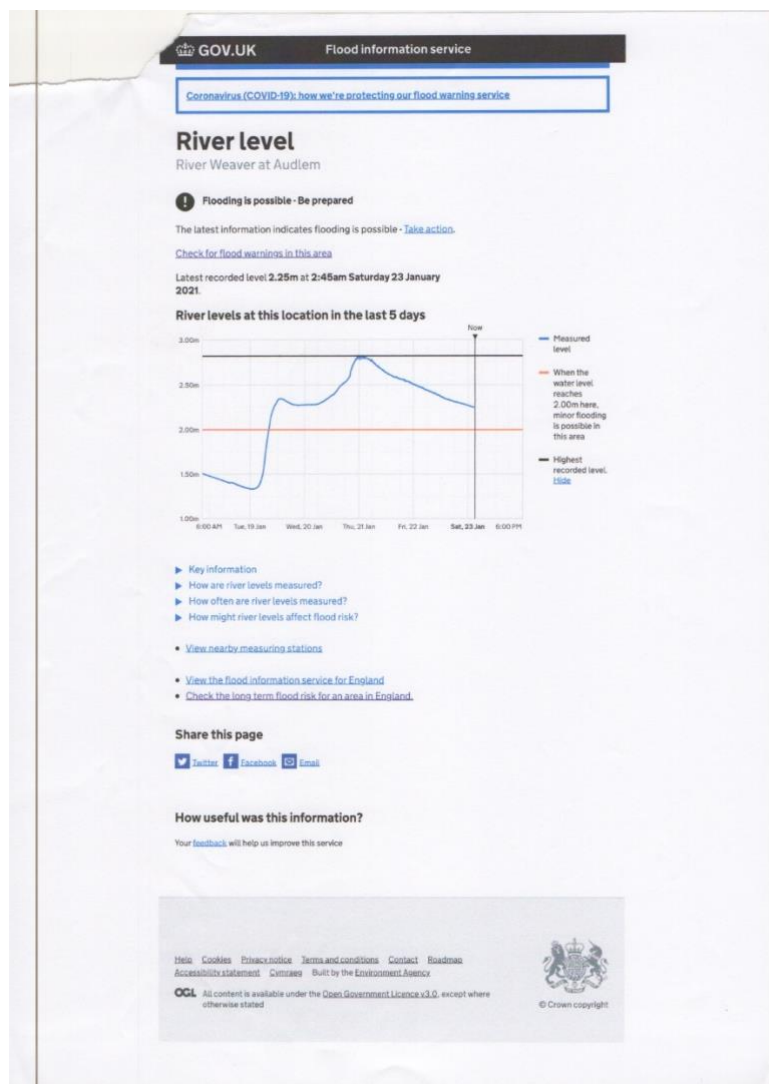 GOV.UK Flood information service
Coronavirus (COVID-19): how we're protecting our flood warning service
River level
River Weaver at Audlem
! Flooding is possible - Be prepared
The latest information indicates flooding is possible - Take action.
Check for flood warnings in this area
Latest recorded level 2.25m at 2:45am Saturday 23 January
2021.
River levels at this location in the last 5 days
Now
3.00m
2.50m
2.00m
1.50m
1.00m
6:00 AM Tue, 19 Jan Wed, 20 Jan Thu, 21 Jan Fri, 22 Jan Sat, 23 Jan 6:00 PM
Measured
level
When the
water level
reaches
2.00m here,
minor flooding
is possible in
this area
Highest
recorded level.
Hide
Key information
How are river levels measured?
How often are river levels measured?
How might river levels affect flood risk?
• View nearby measuring stations
• View the flood information service for England
• Check the long term flood risk for an area in England.
Share this page
Twitter f Facebook Email
How useful was this information?
Your feedback will help us improve this service
Help Cookies Privacy notice Terms and conditions Contact Roadmap
Accessibility statement Cymraeg Built by the Environment Agency
OGL All content is available under the Open Government Licence v3.0, except where
otherwise stated
© Crown copyright